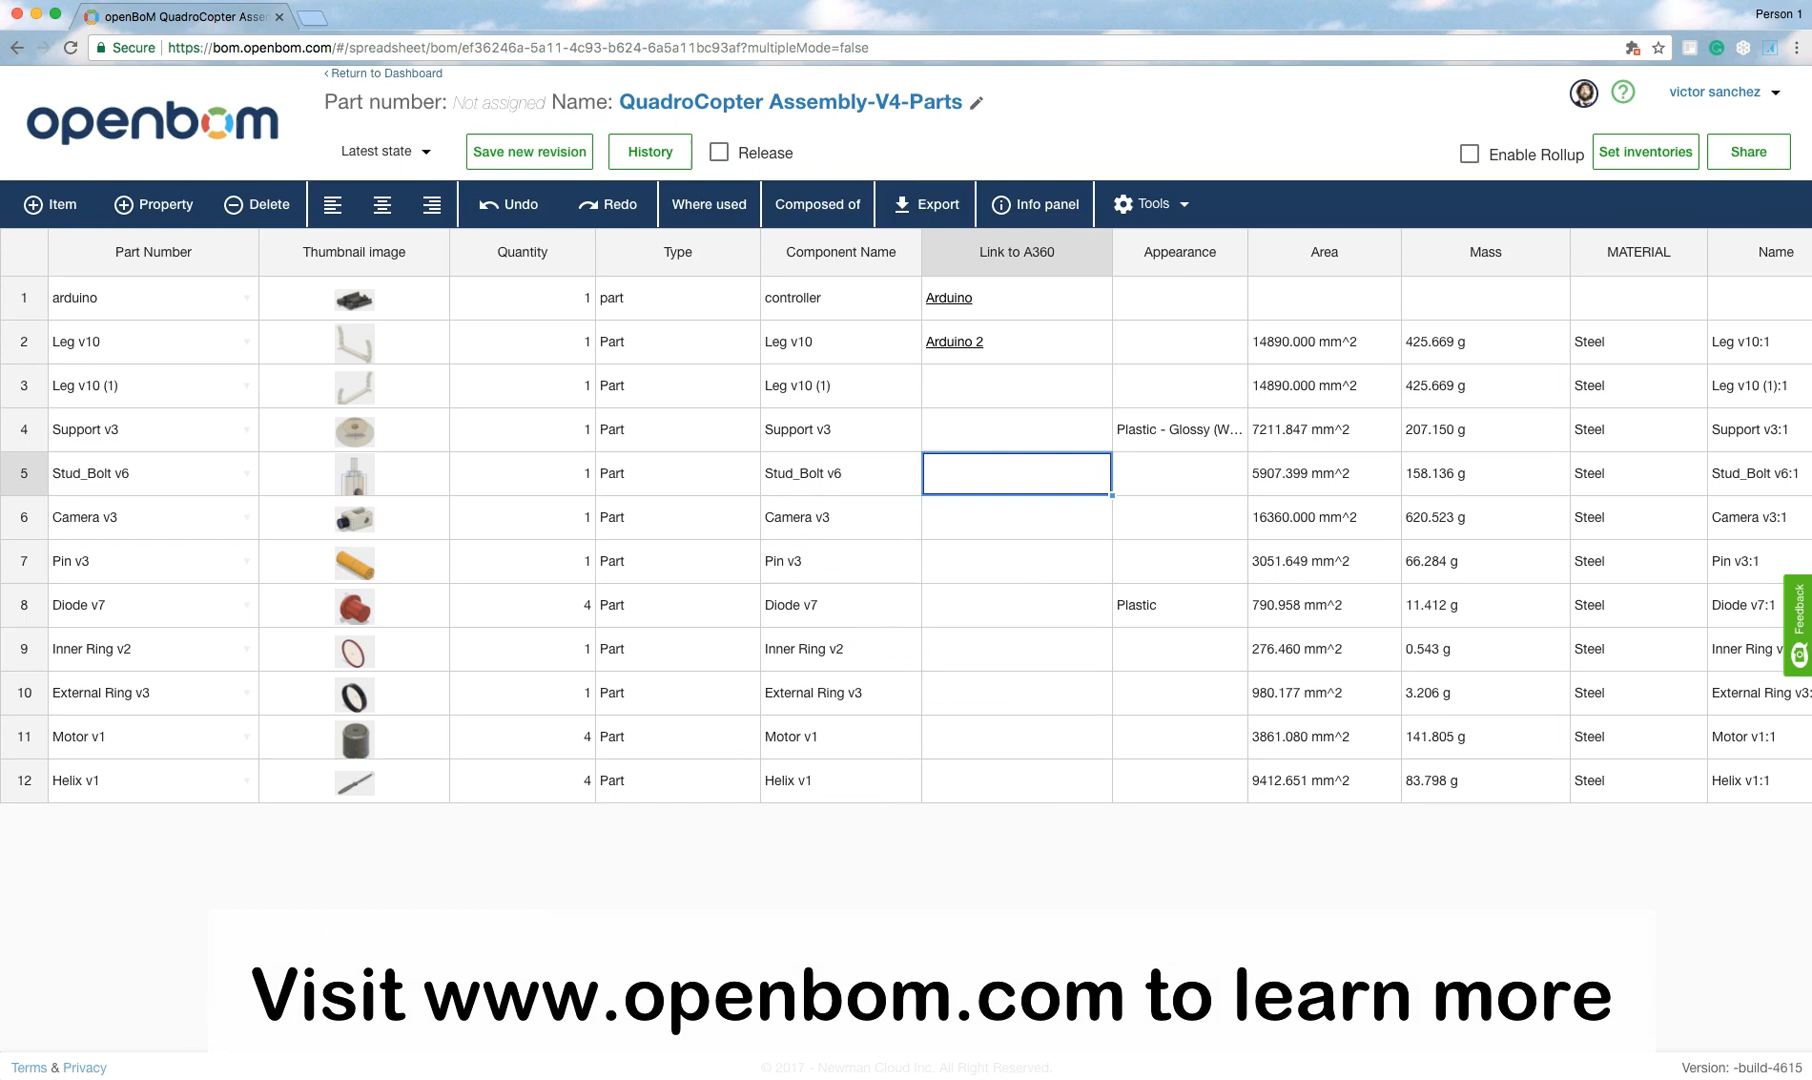 openBoM QuadroCopter Asse
Person 1
Secure https://bom.openbom.com/#/spreadsheet/bom/ef36246a-5a11-4c93-b624-6a5a11bc93af?multipleMode=false
‹ Return to Dashboard
openbom
Part number: Not assigned Name: QuadroCopter Assembly-V4-Parts
victor sanchez
Latest state Save new revision History Release Enable Rollup Set inventories Share
Item Property Delete Undo Redo Where used Composed of Export Info panel Tools
Part Number Thumbnail image Quantity Type Component Name Link to A360 Appearance Area Mass MATERIAL Name
1 arduino 1 part controller Arduino
2 Leg v10 1 Part Leg v10 Arduino 2 14890.000 mm^2 425.669 g Steel Leg v10:1
3 Leg v10 (1) 1 Part Leg v10 (1) 14890.000 mm^2 425.669 g Steel Leg v10 (1):1
4 Support v3 1 Part Support v3 Plastic - Glossy (W... 7211.847 mm^2 207.150 g Steel Support v3:1
5 Stud_Bolt v6 1 Part Stud_Bolt v6 5907.399 mm^2 158.136 g Steel Stud_Bolt v6:1
6 Camera v3 1 Part Camera v3 16360.000 mm^2 620.523 g Steel Camera v3:1
7 Pin v3 1 Part Pin v3 3051.649 mm^2 66.284 g Steel Pin v3:1
8 Diode v7 4 Part Diode v7 Plastic 790.958 mm^2 11.412 g Steel Diode v7:1
9 Inner Ring v2 1 Part Inner Ring v2 276.460 mm^2 0.543 g Steel Inner Ring v
10 External Ring v3 1 Part External Ring v3 980.177 mm^2 3.206 g Steel External Ring v3:
11 Motor v1 4 Part Motor v1 3861.080 mm^2 141.805 g Steel Motor v1:1
12 Helix v1 4 Part Helix v1 9412.651 mm^2 83.798 g Steel Helix v1:1
Feedback
Visit www.openbom.com to learn more
Terms & Privacy © 2017 - Newman Cloud Inc. All Right Reserved. Version: -build-4615